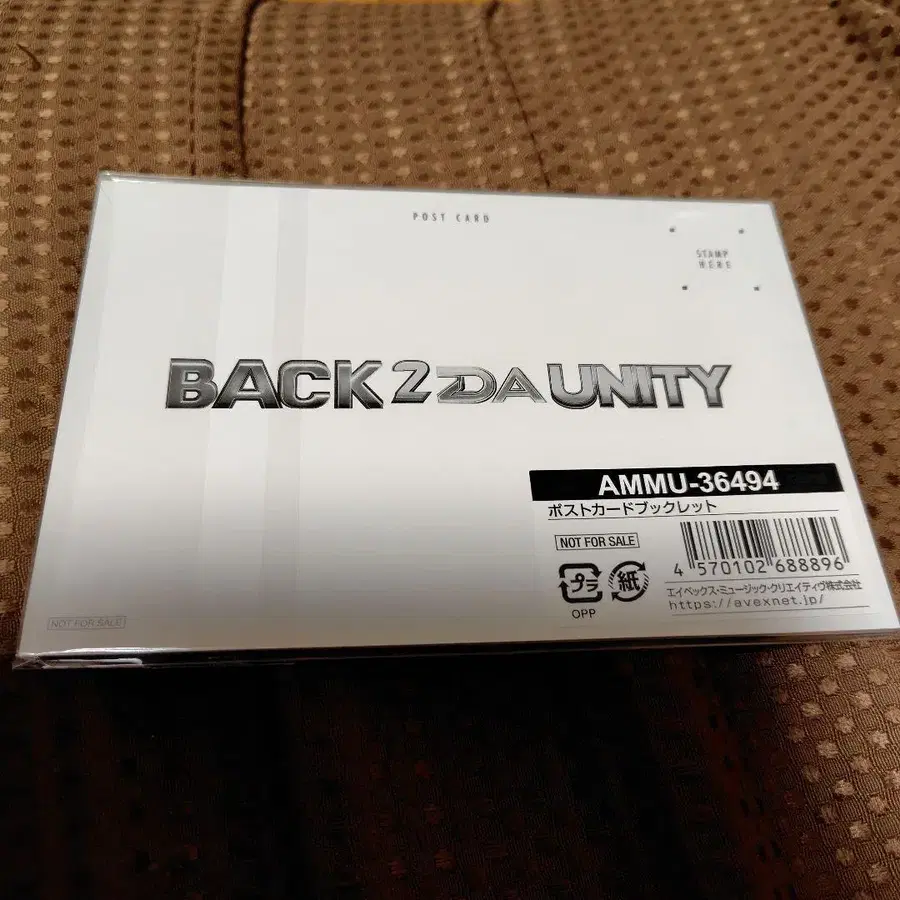 POST CARD
STAMP
HERE
BACK 2 DA UNITY
AMMU-36494
ポストカードブックレット
NOT FOR SALE
4 570102 688896
プラ
紙
OPP
エイベックス・ミュージック・クリエイティヴ株式会社
https://avexnet.jp/
NOT FOR SALE